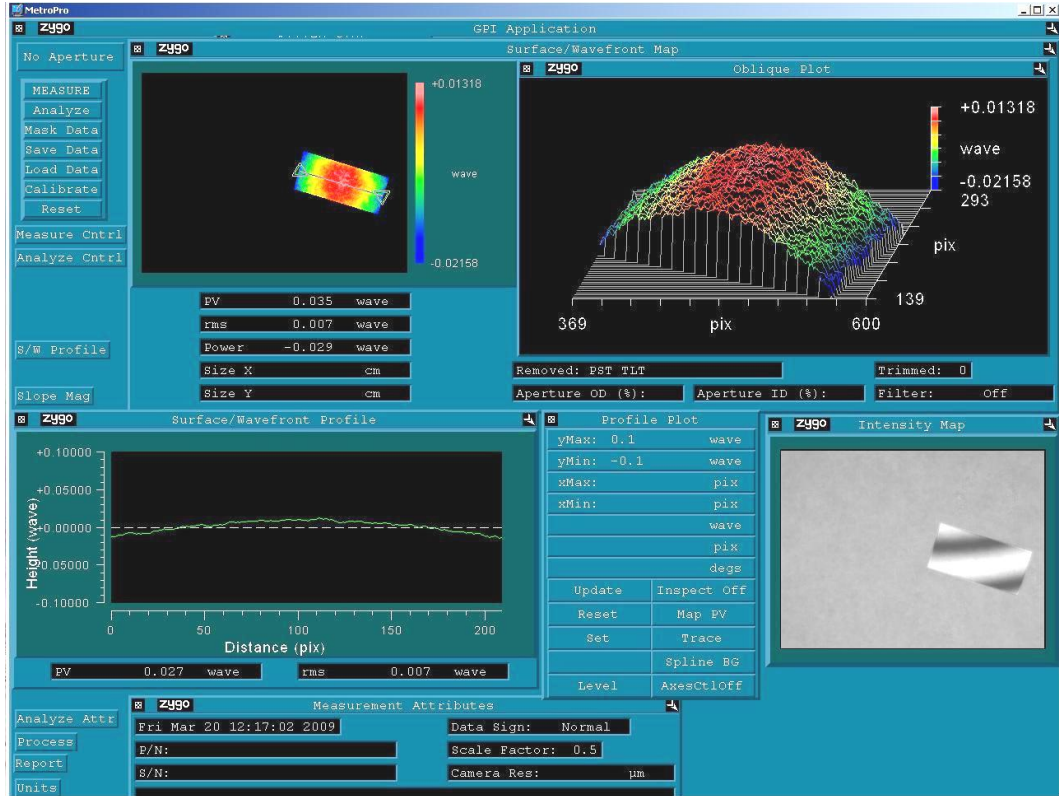 MetroPro
zygo GPI Application
No Aperture
MEASURE
Analyze
Mask Data
Save Data
Load Data
Calibrate
Reset
Measure Cntrl
Analyze Cntrl
S/W Profile
Slope Mag
zygo Surface/Wavefront Map
+0.01318
wave
-0.02158
PV 0.035 wave
rms 0.007 wave
Power -0.029 wave
Size X cm
Size Y cm
zygo Oblique Plot
+0.01318
wave
-0.02158
293
pix
139
369 pix 600
Removed: PST TLT
Trimmed: 0
Aperture OD (%):
Aperture ID (%):
Filter: Off
zygo Surface/Wavefront Profile
+0.10000
+0.05000
+0.00000
-0.10000
Height (wave)
0 50 100 150 200
Distance (pix)
PV 0.027 wave
rms 0.007 wave
Profile Plot
yMax: 0.1 wave
yMin: -0.1 wave
xMax: pix
xMin: pix
wave
pix
degs
Update Inspect Off
Reset Map PV
Set Trace
Spline BG
Level AxesCtlOff
zygo Intensity Map
Analyze Attr
Process
Report
Units
zygo Measurement Attributes
Fri Mar 20 12:17:02 2009
Data Sign: Normal
P/N:
Scale Factor: 0.5
S/N:
Camera Res: µm